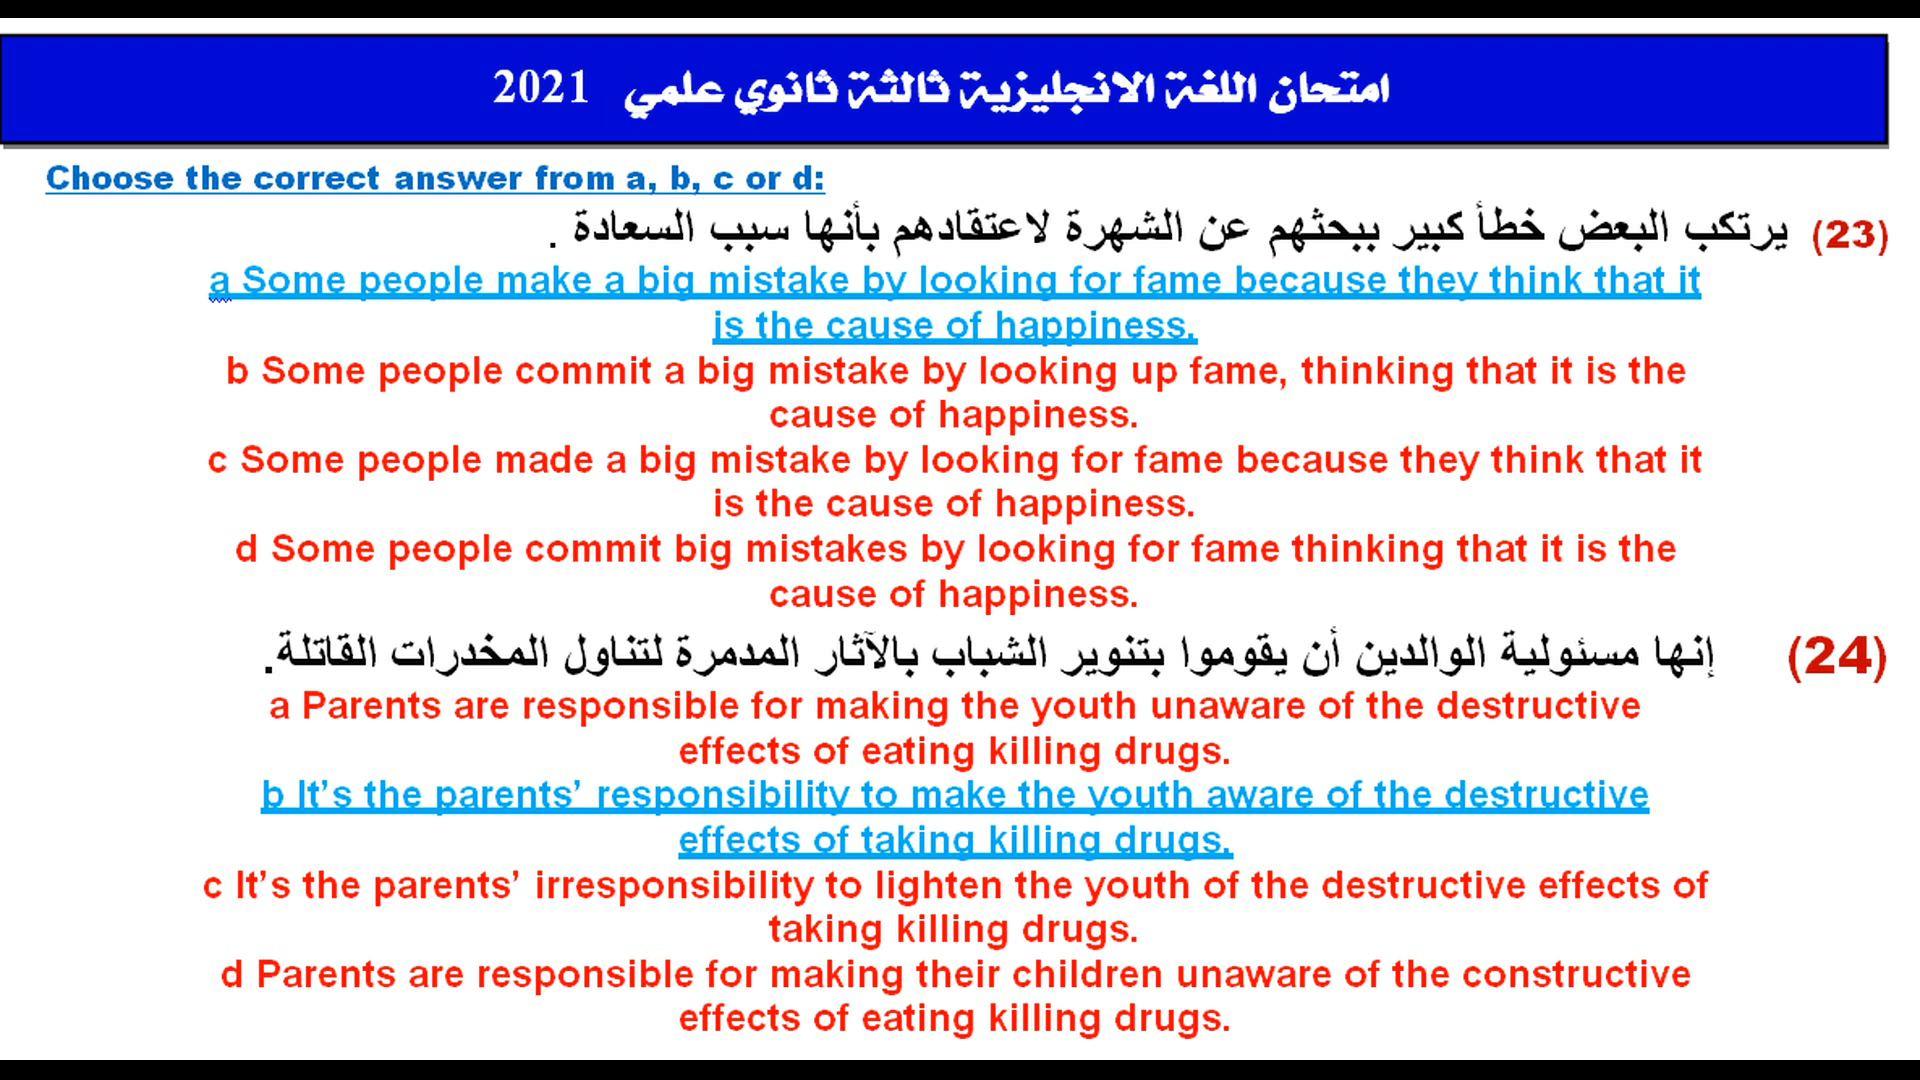 امتحان اللغة الانجليزية ثالثة ثانوي علمي 2021
Choose the correct answer from a, b, c or d:
(23) يرتكب البعض خطأ كبير ببحثهم عن الشهرة لاعتقادهم بأنها سبب السعادة .
a Some people make a big mistake by looking for fame because they think that it
is the cause of happiness.
b Some people commit a big mistake by looking up fame, thinking that it is the
cause of happiness.
c Some people made a big mistake by looking for fame because they think that it
is the cause of happiness.
d Some people commit big mistakes by looking for fame thinking that it is the
cause of happiness.
(24) إنها مسئولية الوالدين أن يقوموا بتنوير الشباب بالآثار المدمرة لتناول المخدرات القاتلة.
a Parents are responsible for making the youth unaware of the destructive
effects of eating killing drugs.
b It’s the parents’ responsibility to make the youth aware of the destructive
effects of taking killing drugs.
c It’s the parents’ irresponsibility to lighten the youth of the destructive effects of
taking killing drugs.
d Parents are responsible for making their children unaware of the constructive
effects of eating killing drugs.